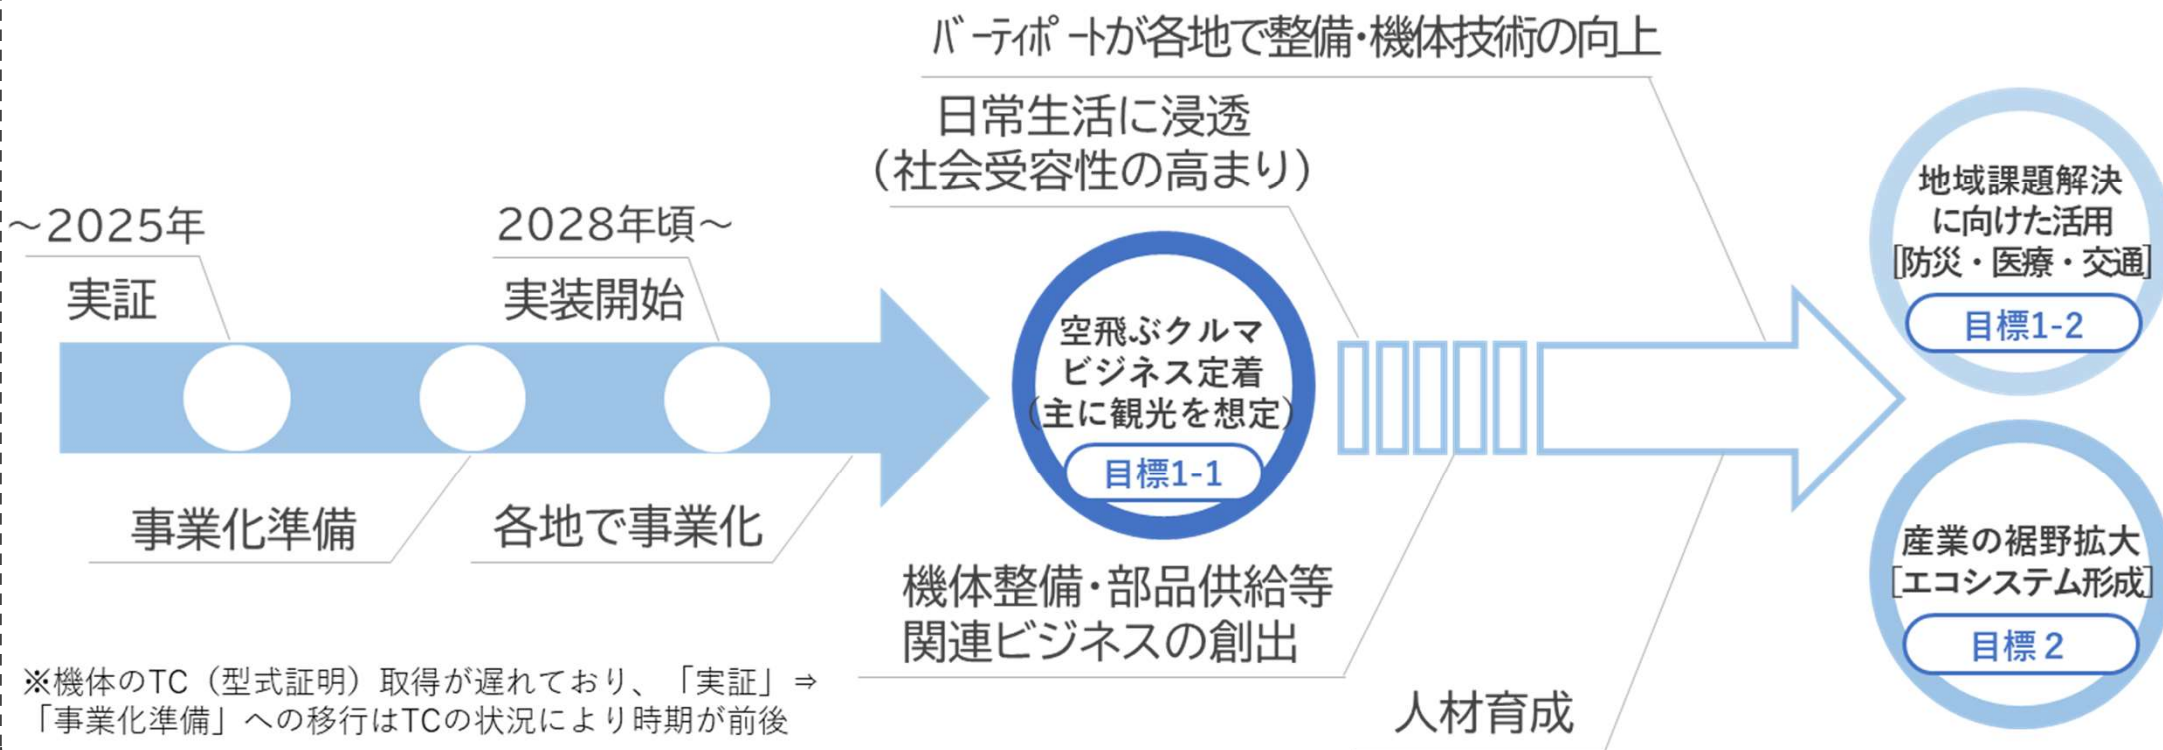 ﾊﾞｰﾃｨﾎﾟｰﾄが各地で整備･機体技術の向上
日常生活に浸透
（社会受容性の高まり）
～2025年
実証
2028年頃～
実装開始
事業化準備
各地で事業化
空飛ぶクルマ
ビジネス定着
（主に観光を想定）
目標1-1
機体整備･部品供給等
関連ビジネスの創出
人材育成
地域課題解決
に向けた活用
[防災・医療・交通]
目標1-2
産業の裾野拡大
[エコシステム形成]
目標２
※機体のTC（型式証明）取得が遅れており、「実証」⇒
「事業化準備」への移行はTCの状況により時期が前後